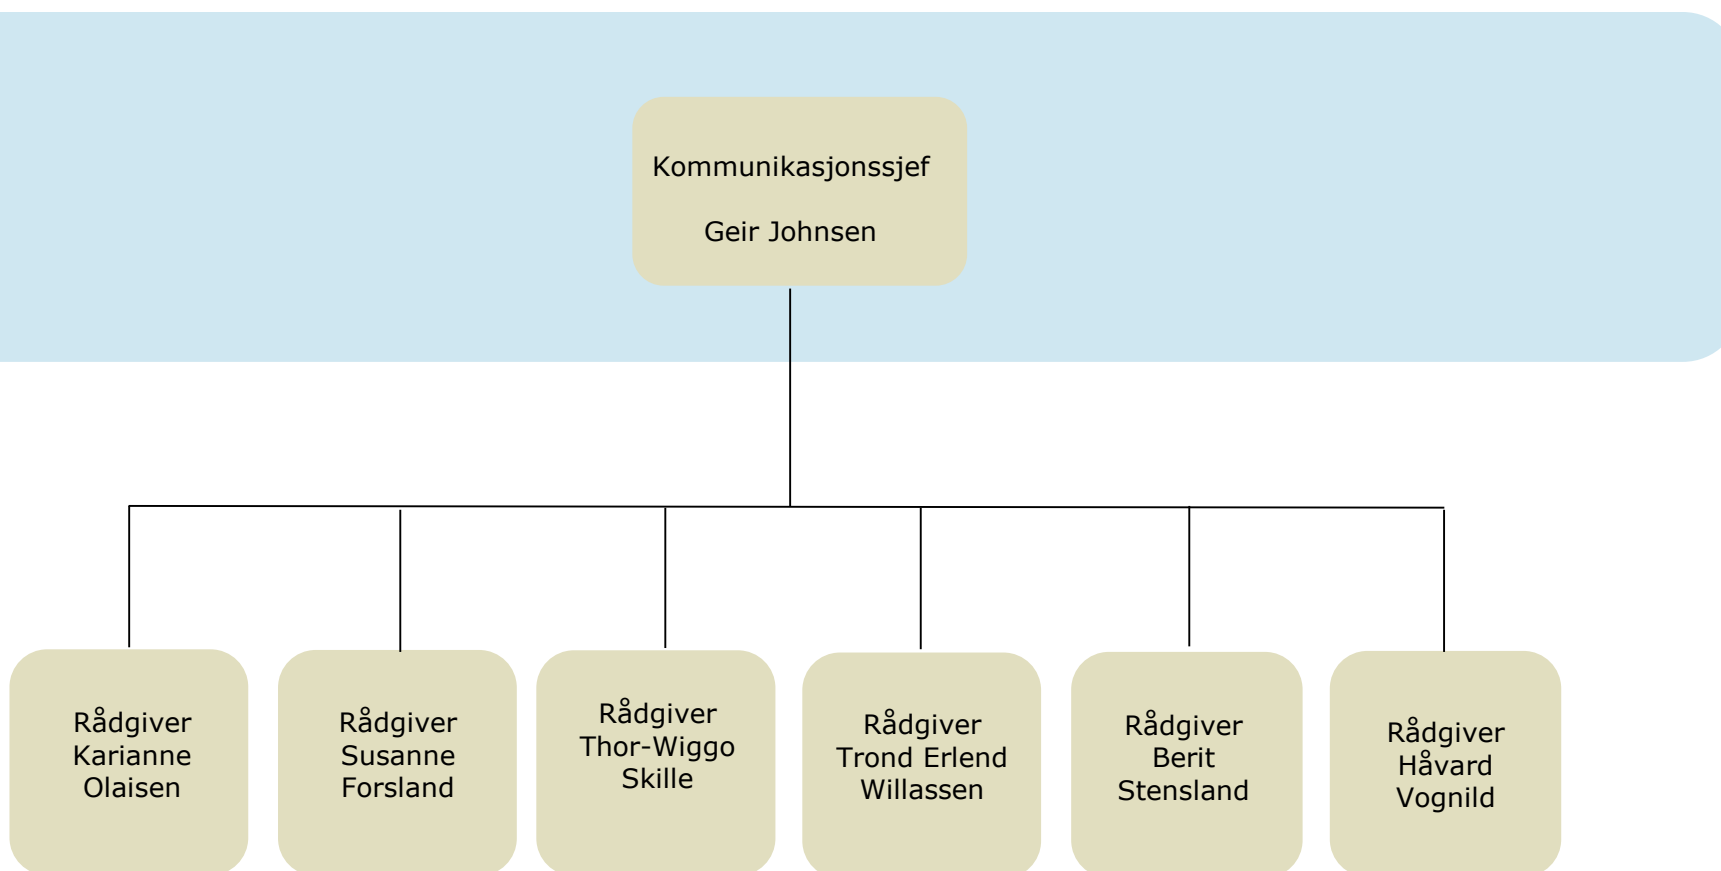 Kommunikasjonssjef
Geir Johnsen
Rådgiver
Karianne
Olaisen
Rådgiver
Susanne
Forsland
Rådgiver
Thor-Wiggo
Skille
Rådgiver
Trond Erlend
Willassen
Rådgiver
Berit
Stensland
Rådgiver
Håvard
Vognild